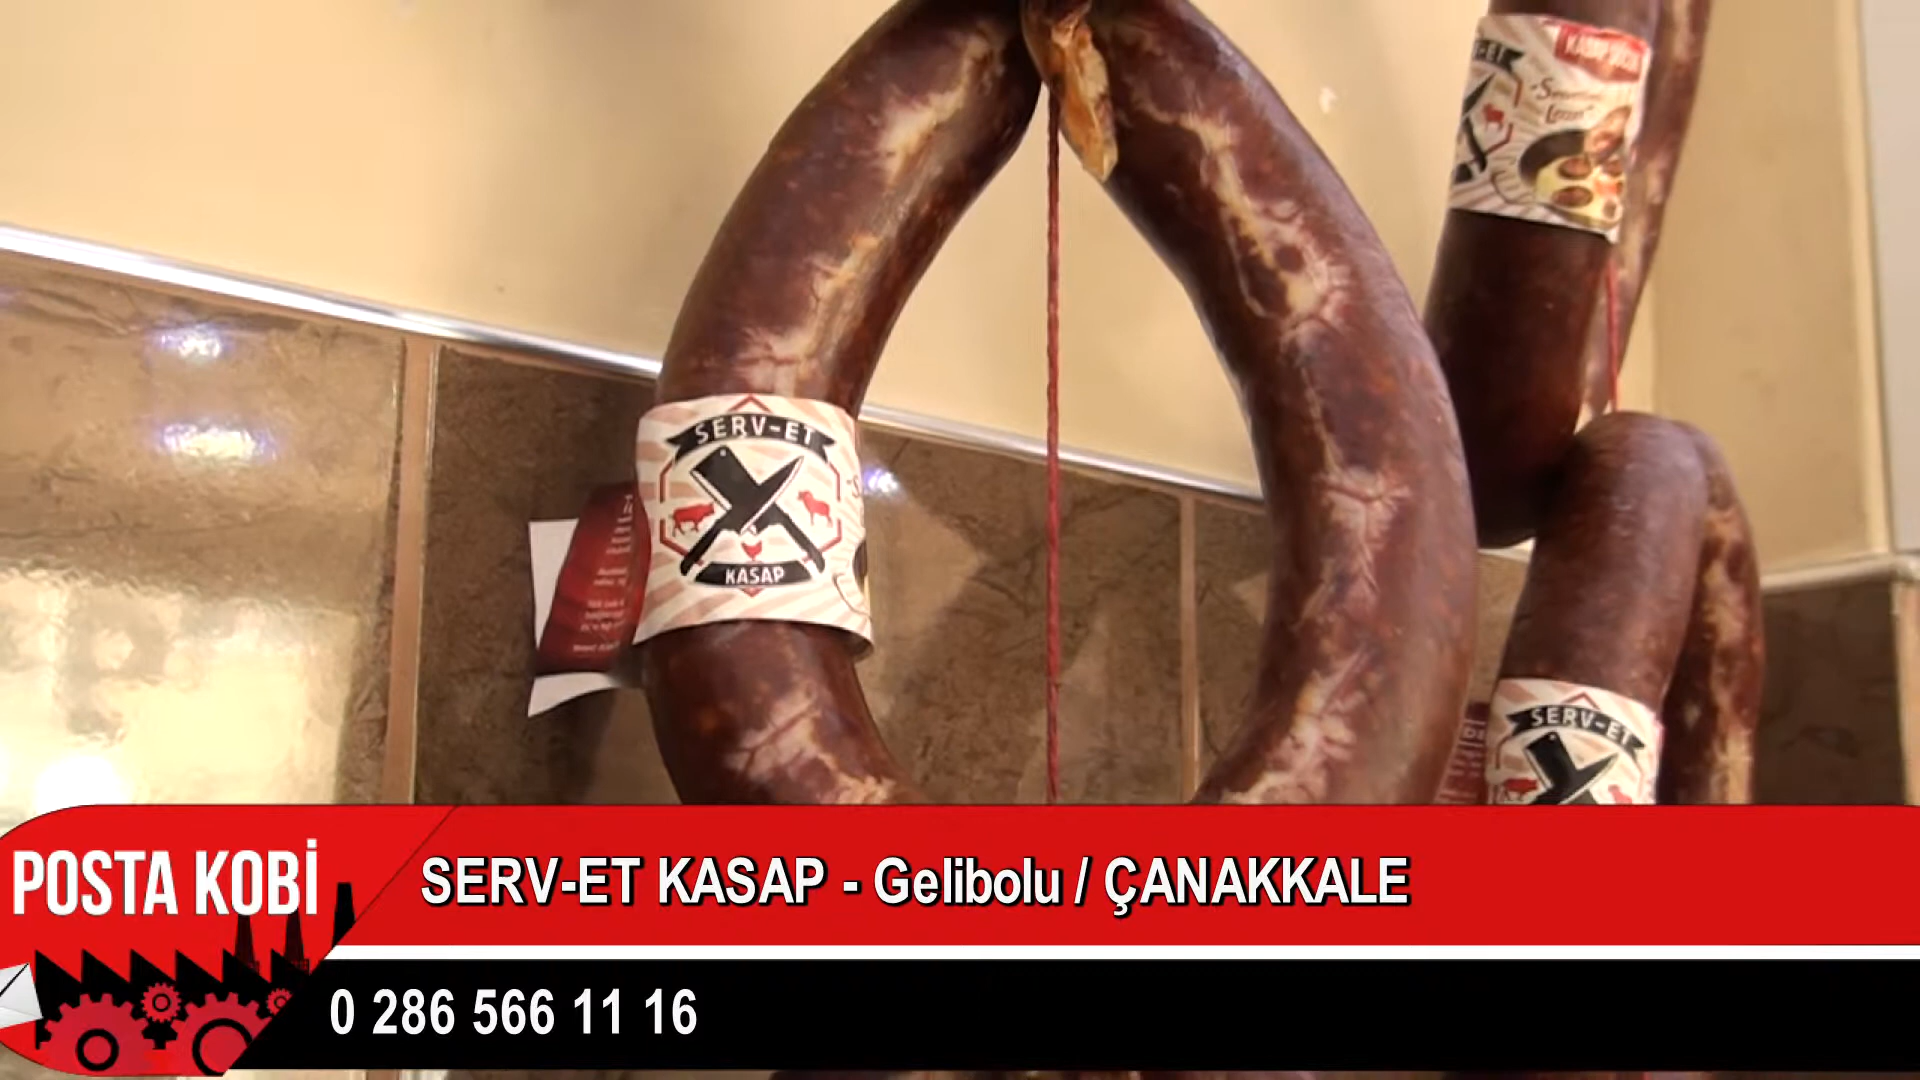 SERV-ET
KASAP
SERV-ET
POSTA KOBİ
SERV-ET KASAP - Gelibolu / ÇANAKKALE
0 286 566 11 16